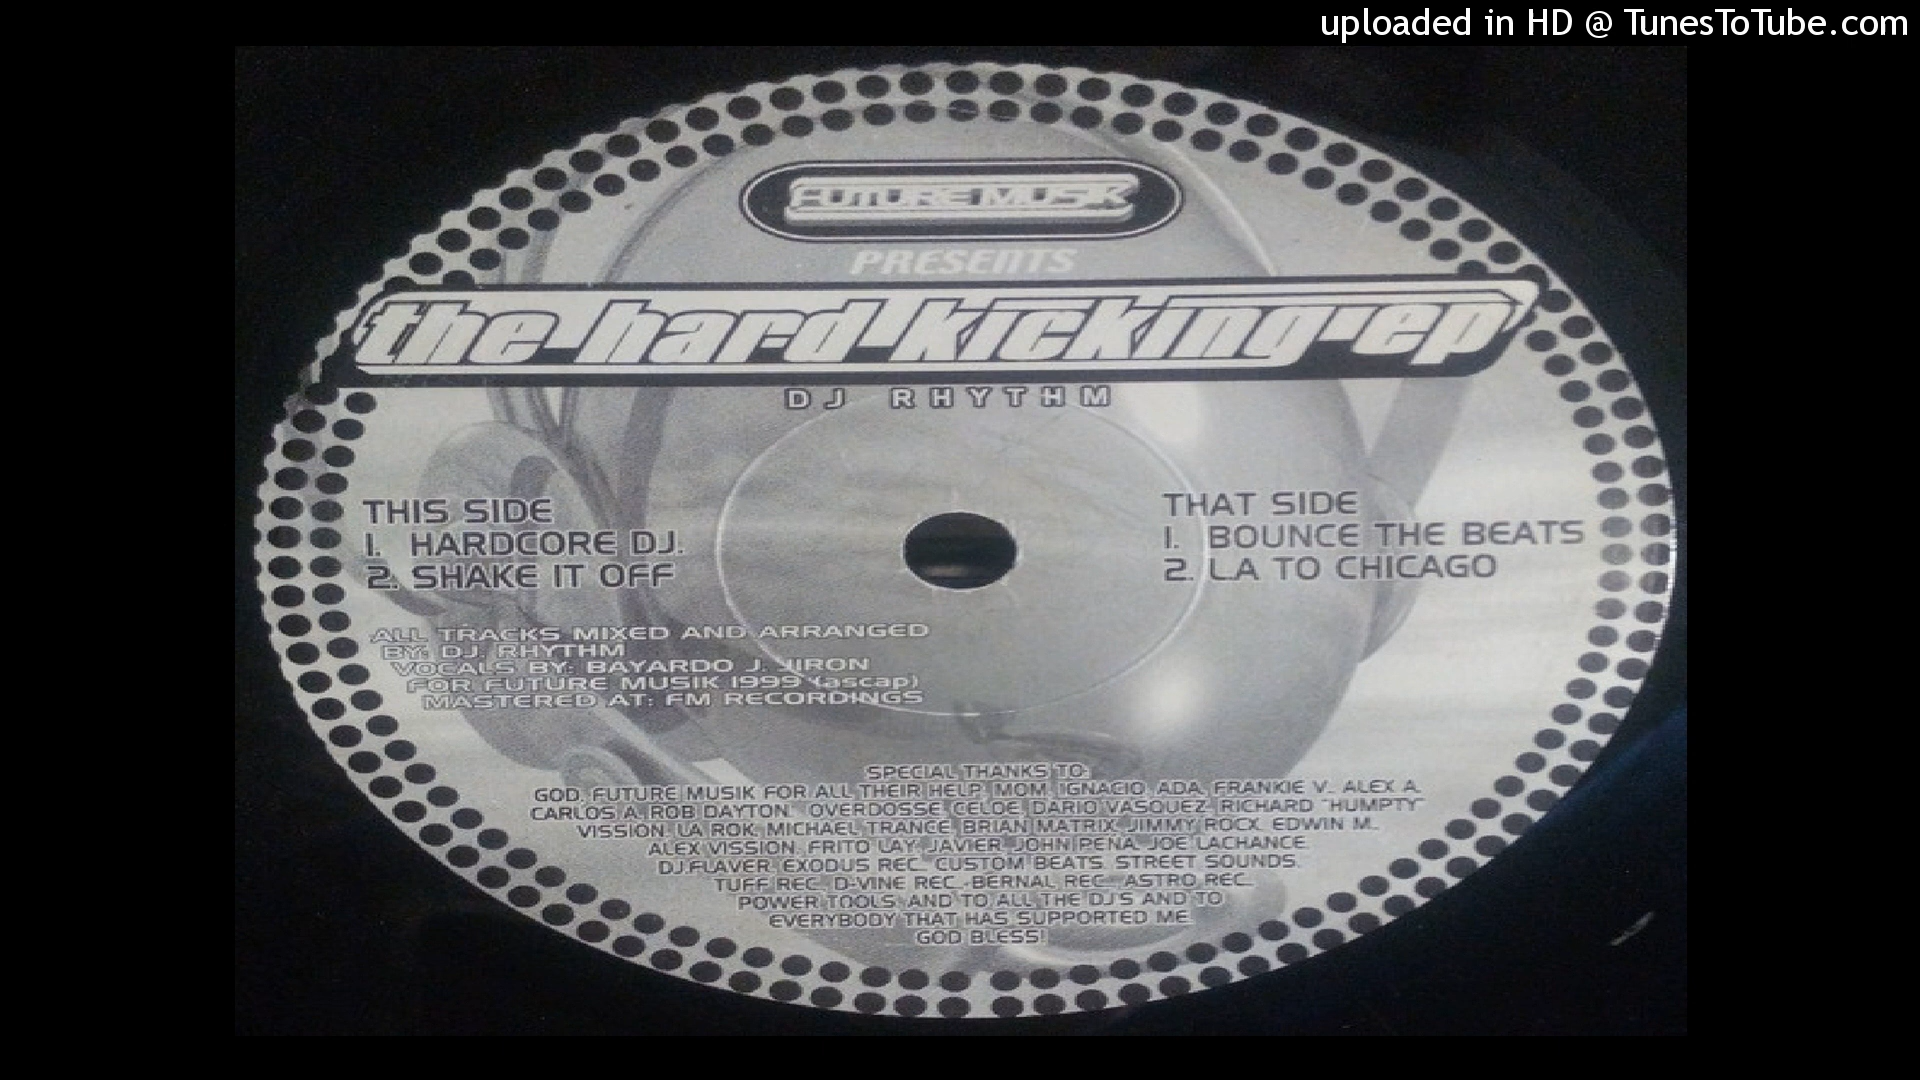 uploaded in HD @ TunesToTube.com
FUTURE MUSIK
PRESENTS
the hard kicking ep
DJ RHYTHM
THIS SIDE
1. HARDCORE DJ.
2. SHAKE IT OFF
THAT SIDE
1. BOUNCE THE BEATS
2. LA TO CHICAGO
ALL TRACKS MIXED AND ARRANGED
BY: DJ. RHYTHM
VOCALS BY: BAYARDO J. JIRON
FOR FUTURE MUSIK 1999 (ascap)
MASTERED AT: FM RECORDINGS
SPECIAL THANKS TO:
GOD, FUTURE MUSIK FOR ALL THEIR HELP, MOM, IGNACIO, ADA, FRANKIE V., ALEX A.
CARLOS A, ROB DAYTON, OVERDOSSE, CELOE, DARIO VASQUEZ, RICHARD "HUMPTY"
VISSION, LA ROK, MICHAEL TRANCE, BRIAN MATRIX, JIMMY ROCX, EDWIN M.,
ALEX VISSION, FRITO LAY, JAVIER, JOHN PENA, JOE LACHANCE,
DJ.FLAVER, EXODUS REC., CUSTOM BEATS, STREET SOUNDS,
TUFF REC., D-VINE REC., BERNAL REC., ASTRO REC.,
POWER TOOLS, AND TO ALL THE DJ'S AND TO
EVERYBODY THAT HAS SUPPORTED ME
GOD BLESS!